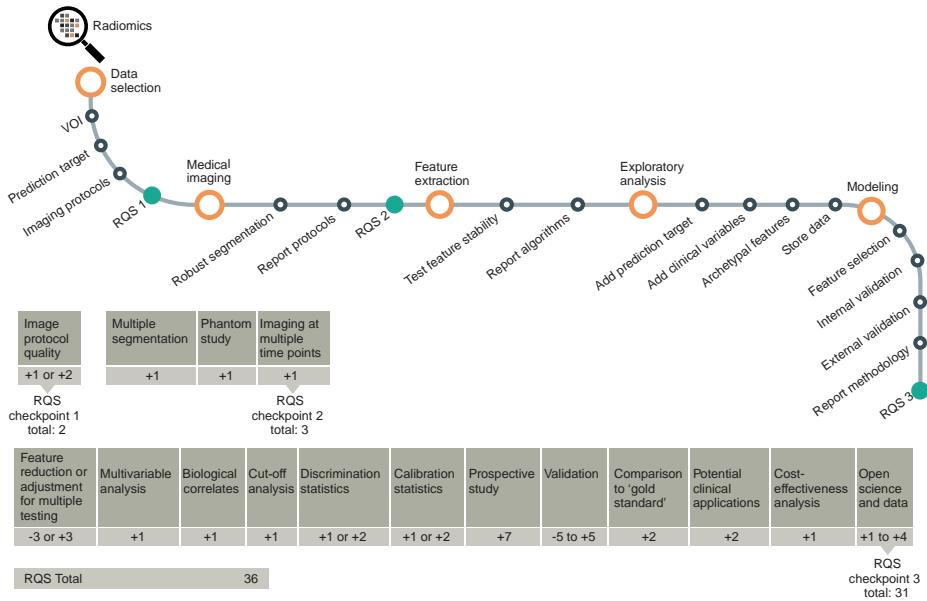 Radiomics
Data
selection
VOI
Prediction target
Imaging protocols
RQS 1
Medical
imaging
Robust segmentation
Report protocols
RQS 2
Feature
extraction
Test feature stability
Report algorithms
Exploratory
analysis
Add prediction target
Add clinical variables
Archetypal features
Store data
Modeling
Feature selection
Internal validation
External validation
Report methodology
RQS 3
Image
protocol
quality
+1 or +2
RQS
checkpoint 1
total: 2
Multiple
segmentation
+1
Phantom
study
+1
Imaging at
multiple
time points
+1
RQS
checkpoint 2
total: 3
Feature
reduction or
adjustment
for multiple
testing
-3 or +3
Multivariable
analysis
+1
Biological
correlates
+1
Cut-off
analysis
+1
Discrimination
statistics
+1 or +2
Calibration
statistics
+1 or +2
Prospective
study
+7
Validation
-5 to +5
Comparison
to ‘gold
standard’
+2
Potential
clinical
applications
+2
Cost-
effectiveness
analysis
+1
Open
science
and data
+1 to +4
RQS
checkpoint 3
total: 31
RQS Total 36